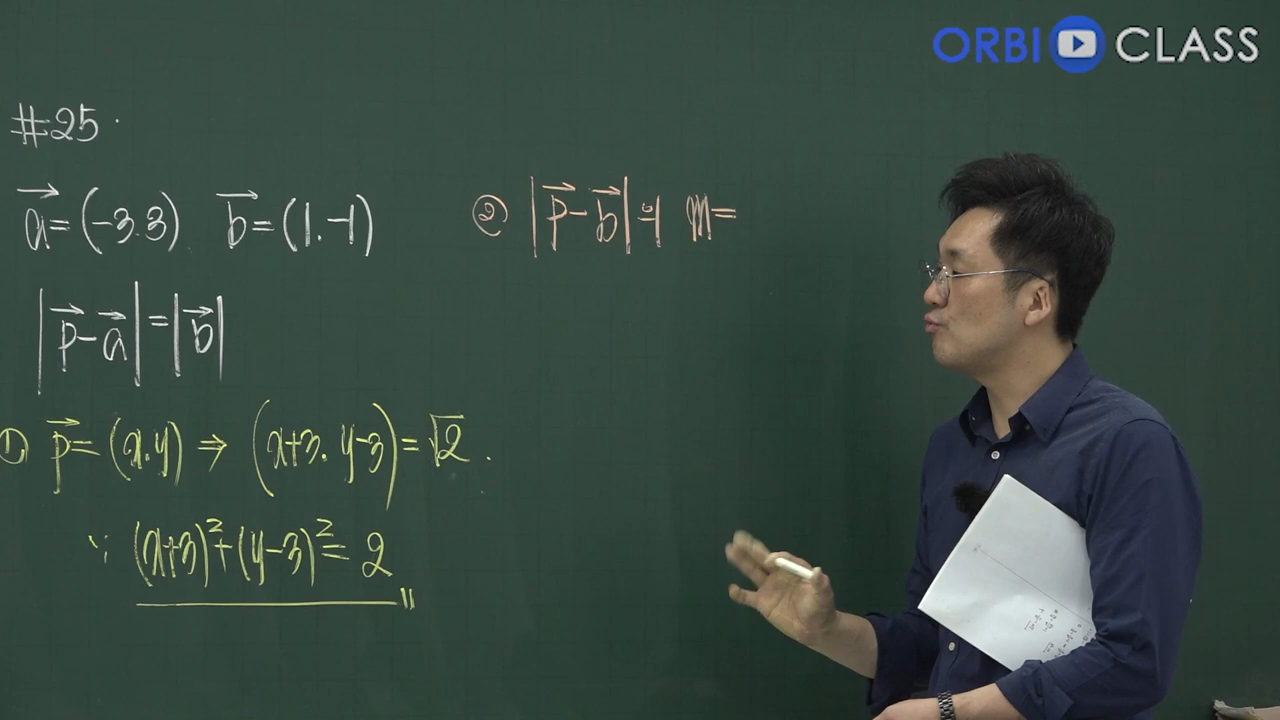 ORBI CLASS
#25.
a = (-3.3) b = (1.-1)
|p-a| = |b|
① p = (x.y) ⇒ (x+3. y-3) = √2.
∵ (x+3)²+(y-3)² = 2
② |p-b| 의 m=